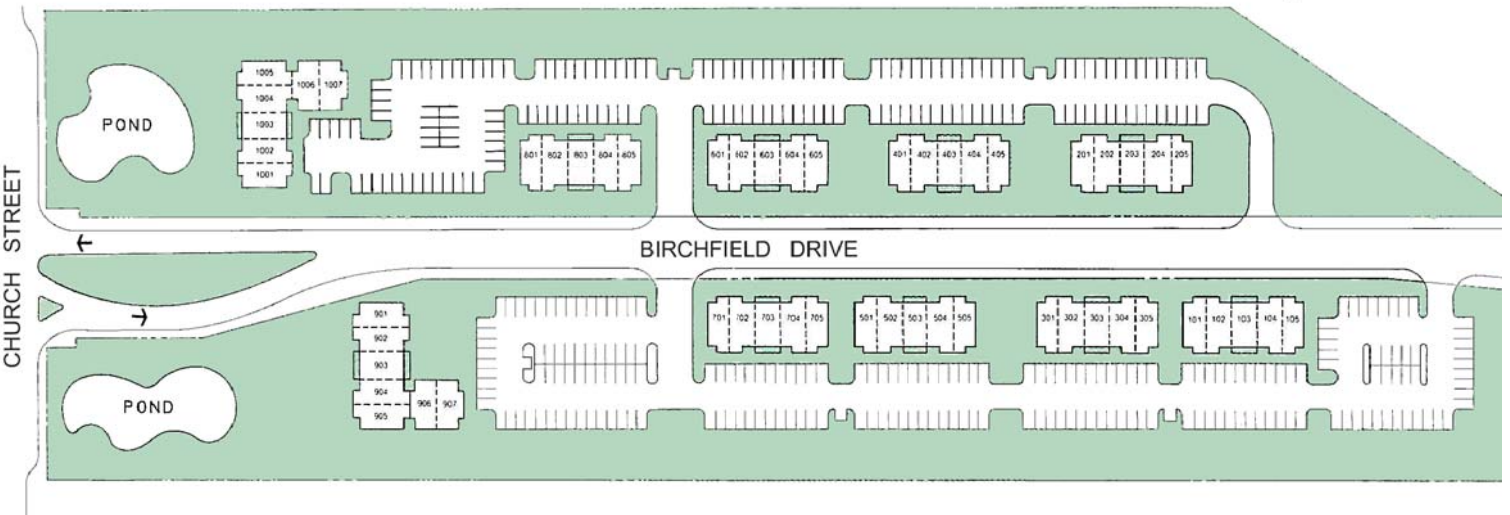 1005
1006 1007
1004
1003
1002
1001
POND
801 802 803 804 805
601 602 603 604 605
401 402 403 404 405
201 202 203 204 205
CHURCH STREET
BIRCHFIELD DRIVE
901
902
903
904
905
906 907
701 702 703 704 705
501 502 503 504 505
301 302 303 304 305
101 102 103 104 105
POND